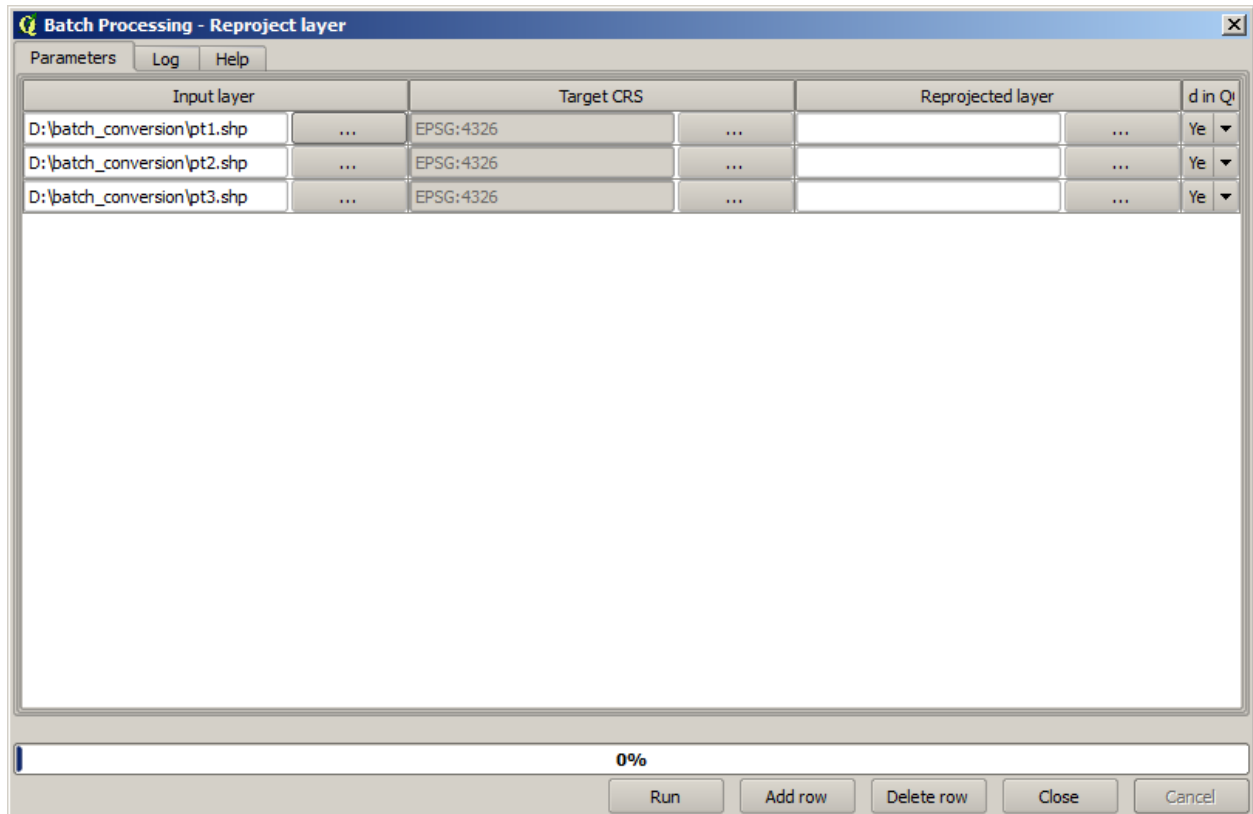 Batch Processing - Reproject layer
Parameters Log Help
Input layer Target CRS Reprojected layer d in Q
D:\batch_conversion\pt1.shp ... EPSG:4326 ... ... Ye
D:\batch_conversion\pt2.shp ... EPSG:4326 ... ... Ye
D:\batch_conversion\pt3.shp ... EPSG:4326 ... ... Ye
0%
Run Add row Delete row Close Cancel